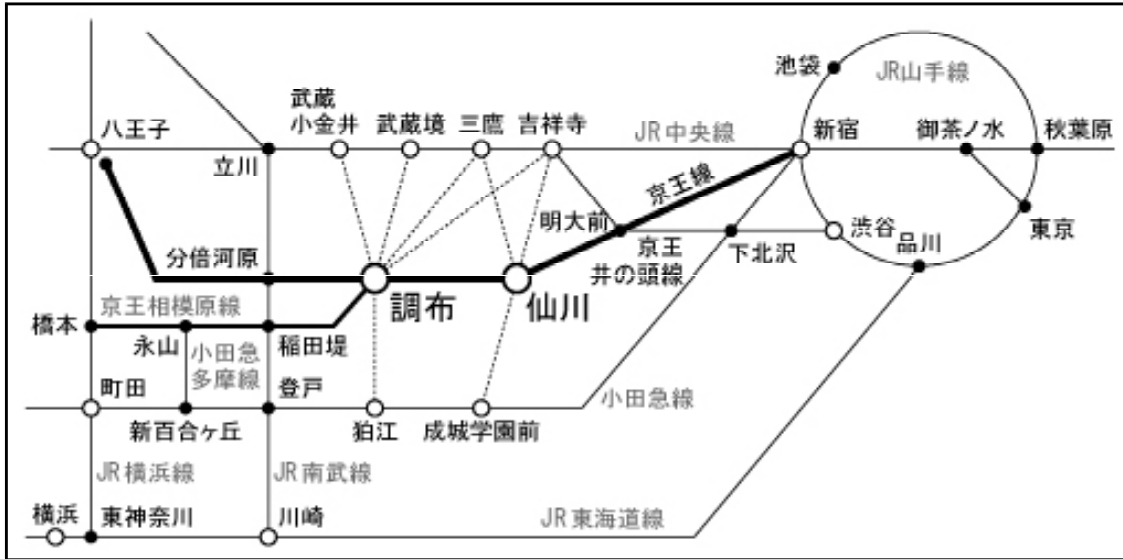 池袋
JR山手線
武蔵
小金井
武蔵境
三鷹
吉祥寺
八王子
JR中央線
新宿
御茶ノ水
秋葉原
立川
京王線
明大前
渋谷
東京
分倍河原
京王
井の頭線
下北沢
品川
調布
仙川
京王相模原線
橋本
永山
小田急
多摩線
稲田堤
町田
登戸
小田急線
新百合ヶ丘
狛江
成城学園前
JR横浜線
JR南武線
横浜
東神奈川
川崎
JR東海道線